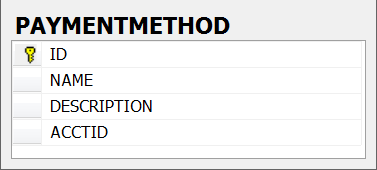 PAYMENTMETHOD
ID
NAME
DESCRIPTION
ACCTID